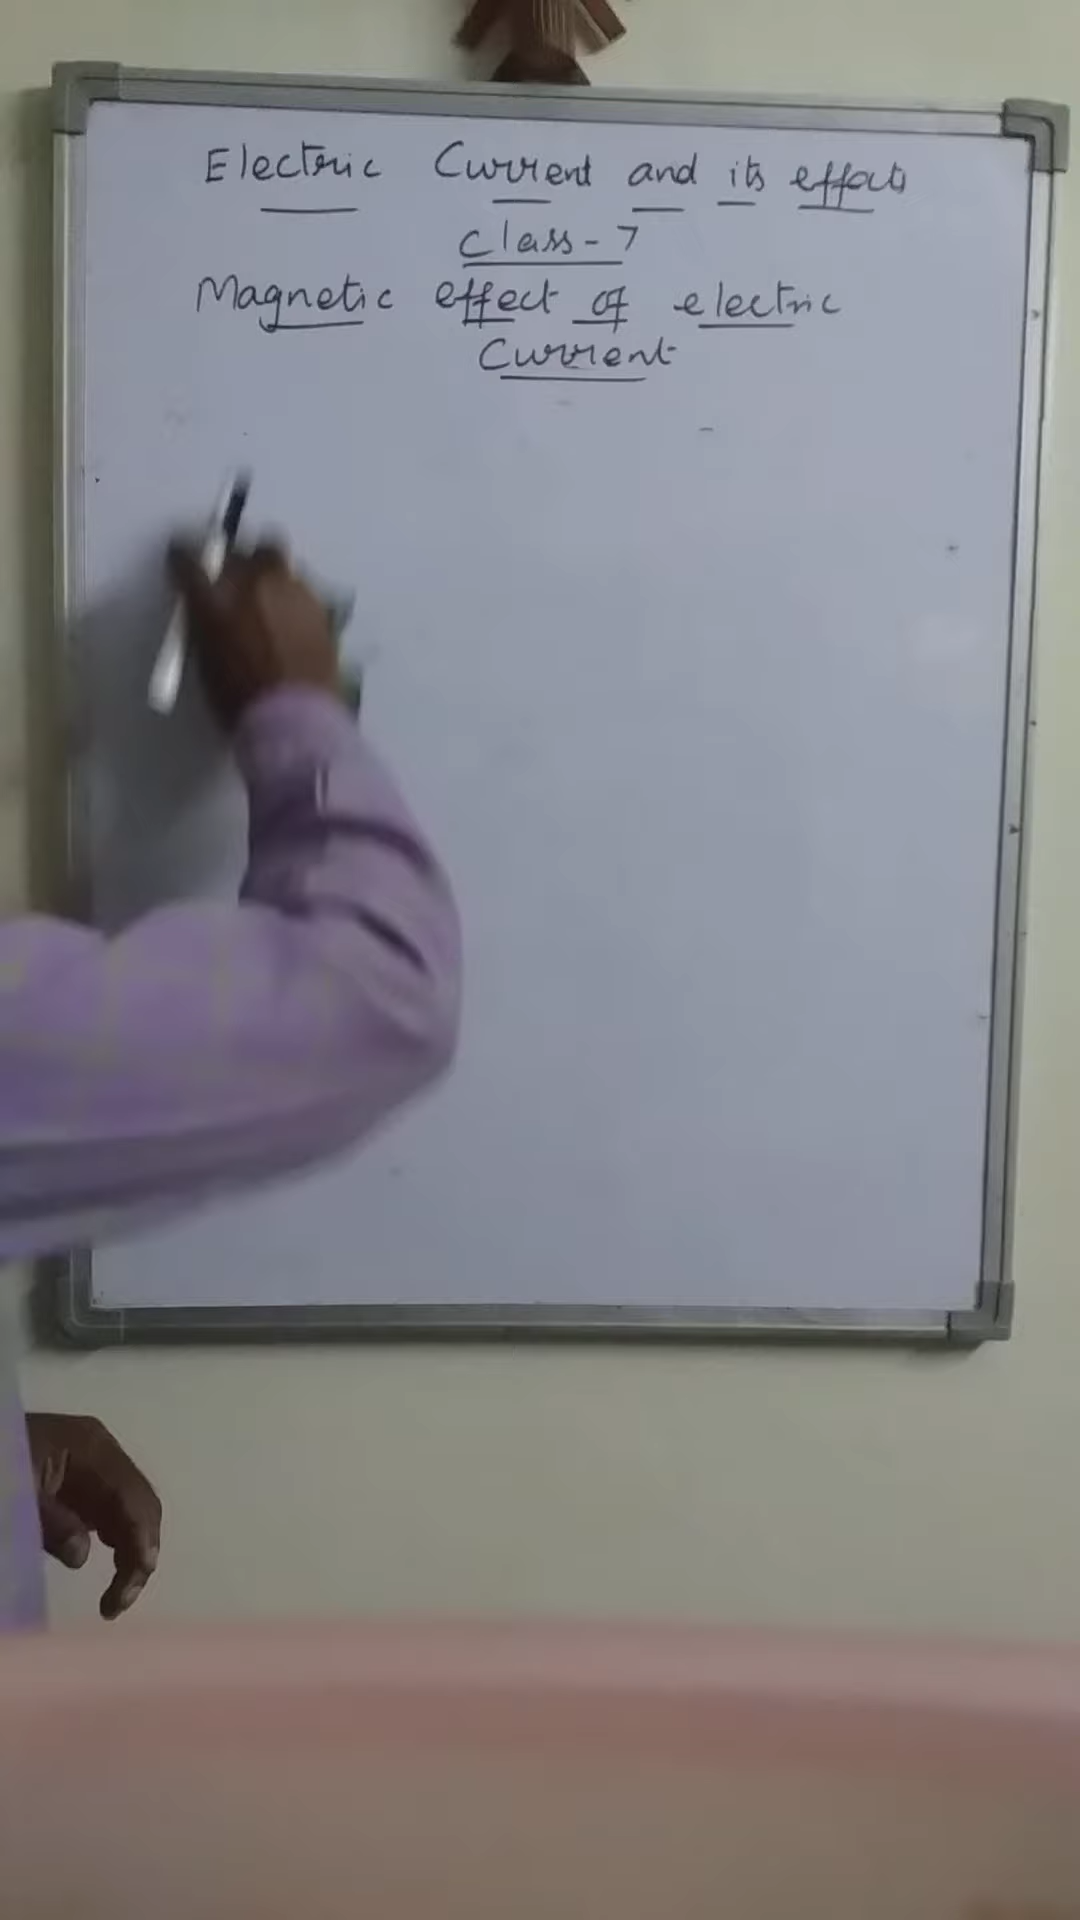 Electric Current and its effects
Class-7
Magnetic effect of electric
Current